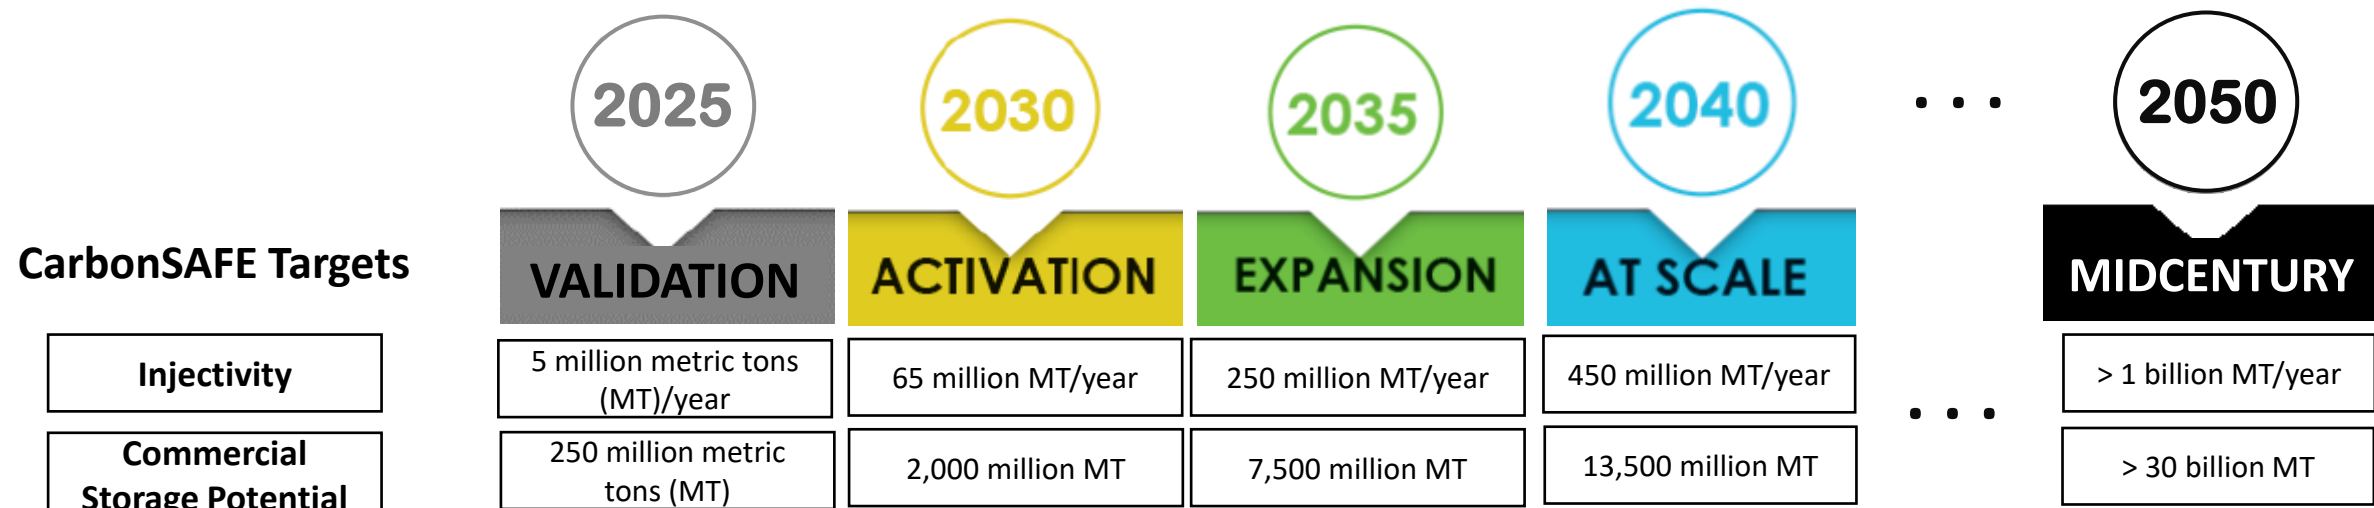 2025
2030
2035
2040
. . .
2050
CarbonSAFE Targets
VALIDATION
ACTIVATION
EXPANSION
AT SCALE
MIDCENTURY
Injectivity
5 million metric tons
(MT)/year
65 million MT/year
250 million MT/year
450 million MT/year
. . .
> 1 billion MT/year
Commercial
Storage Potential
250 million metric
tons (MT)
2,000 million MT
7,500 million MT
13,500 million MT
> 30 billion MT